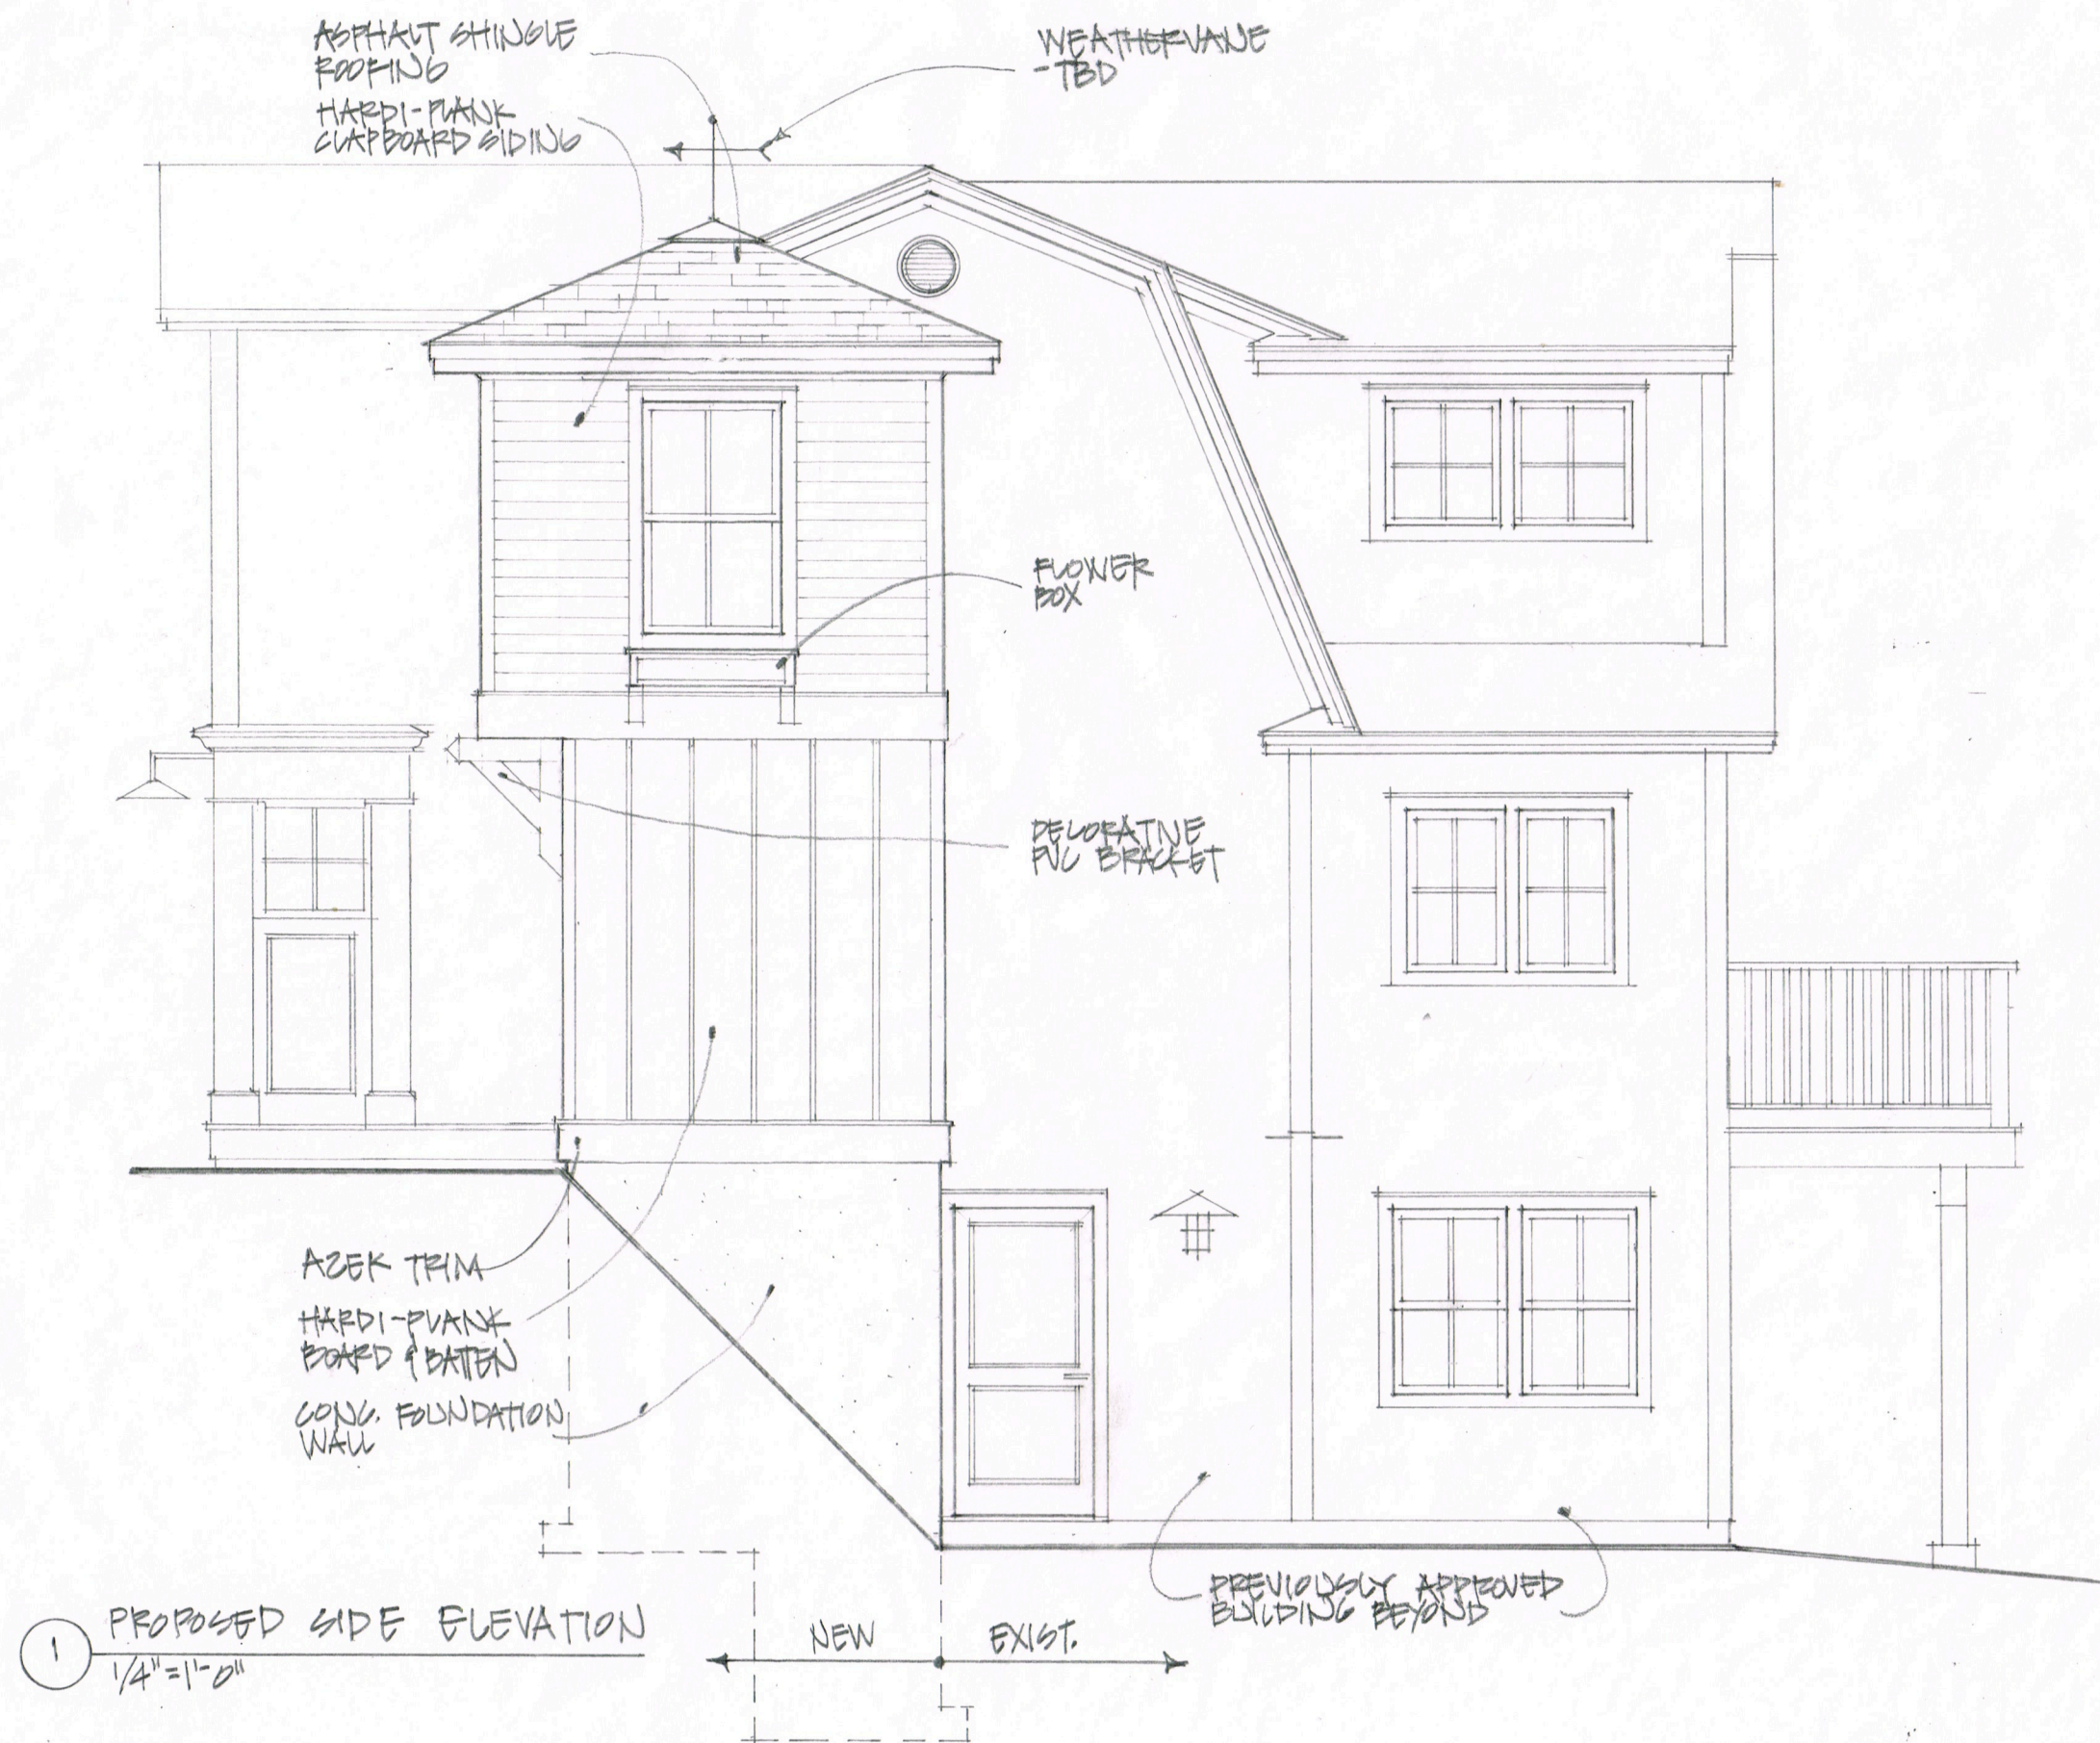 ASPHALT SHINGLE
ROOFING
HARDI-PLANK
CLAPBOARD SIDING
WEATHERVANE
-TBD
FLOWER
BOX
DECORATIVE
PVC BRACKET
AZEK TRIM
HARDI-PLANK
BOARD & BATEN
CONC. FOUNDATION
WALL
PREVIOUSLY APPROVED
BUILDING BEYOND
NEW
EXIST.
1
PROPOSED SIDE ELEVATION
1/4"=1'-0"